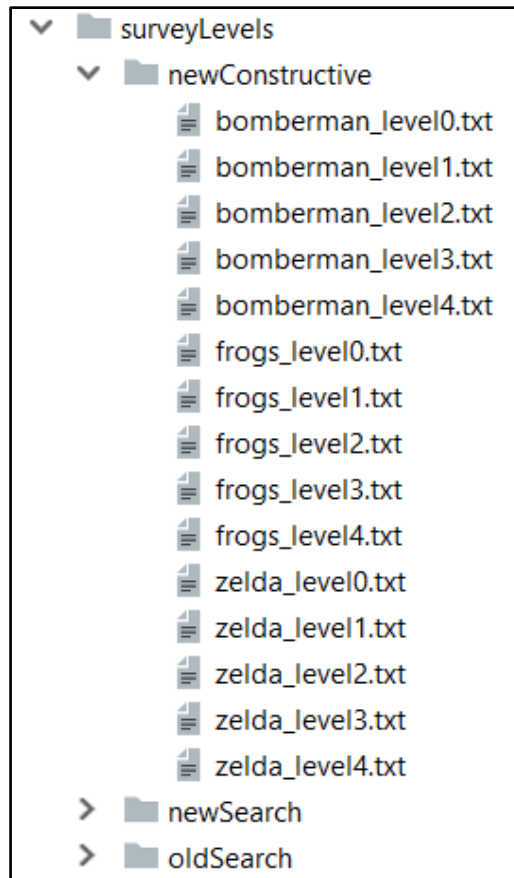 surveyLevels
newConstructive
bomberman_level0.txt
bomberman_level1.txt
bomberman_level2.txt
bomberman_level3.txt
bomberman_level4.txt
frogs_level0.txt
frogs_level1.txt
frogs_level2.txt
frogs_level3.txt
frogs_level4.txt
zelda_level0.txt
zelda_level1.txt
zelda_level2.txt
zelda_level3.txt
zelda_level4.txt
newSearch
oldSearch